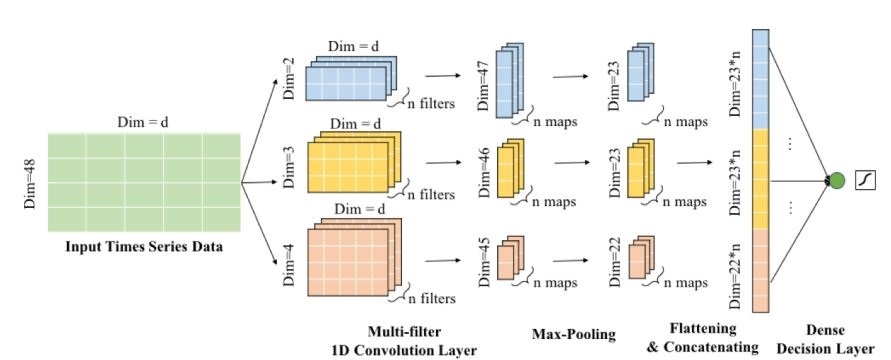 Dim = d
Dim=48
Input Times Series Data
Dim = d
Dim=2
n filters
Dim = d
Dim=3
n filters
Dim = d
Dim=4
n filters
Multi-filter
1D Convolution Layer
Dim=47
n maps
Dim=46
n maps
Dim=45
n maps
Max-Pooling
Dim=23
n maps
Dim=23
n maps
Dim=22
n maps
Flattening
& Concatenating
Dim=23*n
Dim=23*n
Dim=22*n
...
...
Dense
Decision Layer